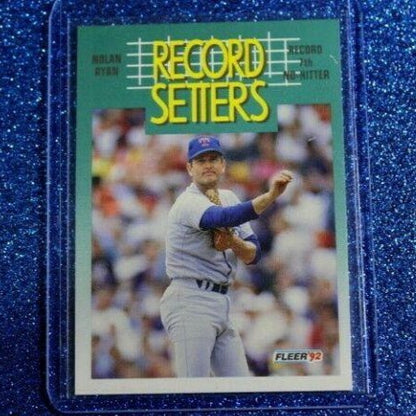 NOLAN
RYAN
RECORD
SETTERS
RECORD
7th
NO-HITTER
FLEER '92